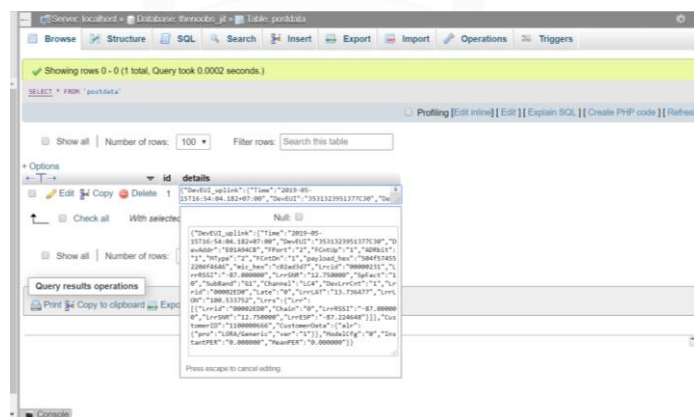 Server: localhost » Database: thenoobs_jit » Table: postdata
Browse Structure SQL Search Insert Export Import Operations Triggers
Showing rows 0 - 0 (1 total, Query took 0.0002 seconds.)
SELECT * FROM `postdata`
Profiling [Edit inline] [ Edit ] [ Explain SQL ] [ Create PHP code ] [ Refres
Show all Number of rows: 100 Filter rows: Search this table
+ Options
id details
Edit Copy Delete 1 {"DevEUI_uplink":{"Time":"2019-05-
15T16:54:04.182+07:00","DevEUI":"3531323951377C30","De
Check all With selected
Null:
{"DevEUI_uplink":{"Time":"2019-05-
15T16:54:04.182+07:00","DevEUI":"3531323951377C30","D
evAddr":"E01A94CB","FPort":"2","FCntUp":"1","ADRbit":
"1","MType":"2","FCntDn":"1","payload_hex":"504f57455
2204f4646","mic_hex":"c02ad3d7","Lrcid":"00000231","L
rrRSSI":"-87.000000","LrrSNR":"12.750000","SpFact":"1
0","SubBand":"G1","Channel":"LC4","DevLrrCnt":"1","Lr
rid":"00002ED0","Late":"0","LrrLAT":"13.736477","LrrL
ON":"100.533752","Lrrs":{"Lrr":
[{"Lrrid":"00002ED0","Chain":"0","LrrRSSI":"-87.00000
0","LrrSNR":"12.750000","LrrESP":"-87.224648"}]},"Cus
tomerID":"1100000666","CustomerData":{"alr":
{"pro":"LORA/Generic","ver":"1"}},"ModelCfg":"0","Ins
tantPER":"0.000000","MeanPER":"0.000000"}}
Show all Number of rows:
Query results operations
Print Copy to clipboard Expo
Press escape to cancel editing
Console